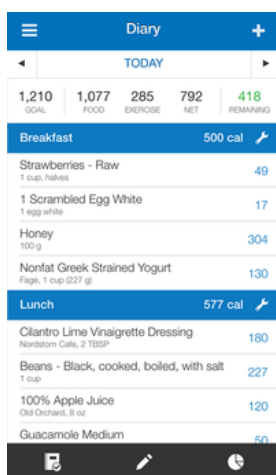 Diary
TODAY
1,210 1,077 285 792 418
GOAL FOOD EXERCISE NET REMAINING
Breakfast 500 cal
Strawberries - Raw 49
1 cup, halves
1 Scrambled Egg White 17
1 egg white
Honey 304
100 g
Nonfat Greek Strained Yogurt 130
Fage, 1 cup (227 g)
Lunch 577 cal
Cilantro Lime Vinaigrette Dressing 180
Nordstom Cafe, 2 TBSP
Beans - Black, cooked, boiled, with salt 227
1 cup
100% Apple Juice 120
Old Orchard, 8 oz
Guacamole Medium 50